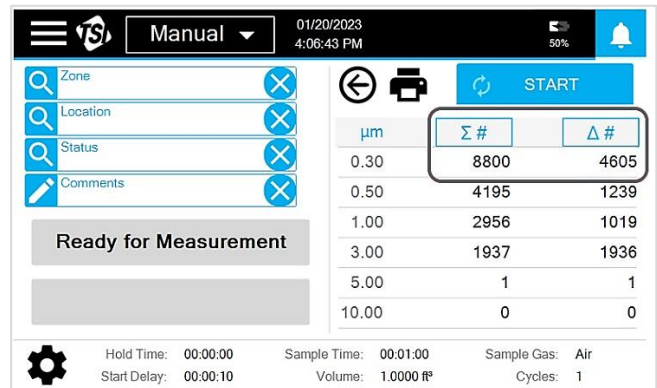 TSI
Manual
01/20/2023
4:06:43 PM
50%
Zone
Location
Status
Comments
Ready for Measurement
START
µm Σ # Δ #
0.30 8800 4605
0.50 4195 1239
1.00 2956 1019
3.00 1937 1936
5.00 1 1
10.00 0 0
Hold Time: 00:00:00 Sample Time: 00:01:00 Sample Gas: Air
Start Delay: 00:00:10 Volume: 1.0000 ft³ Cycles: 1